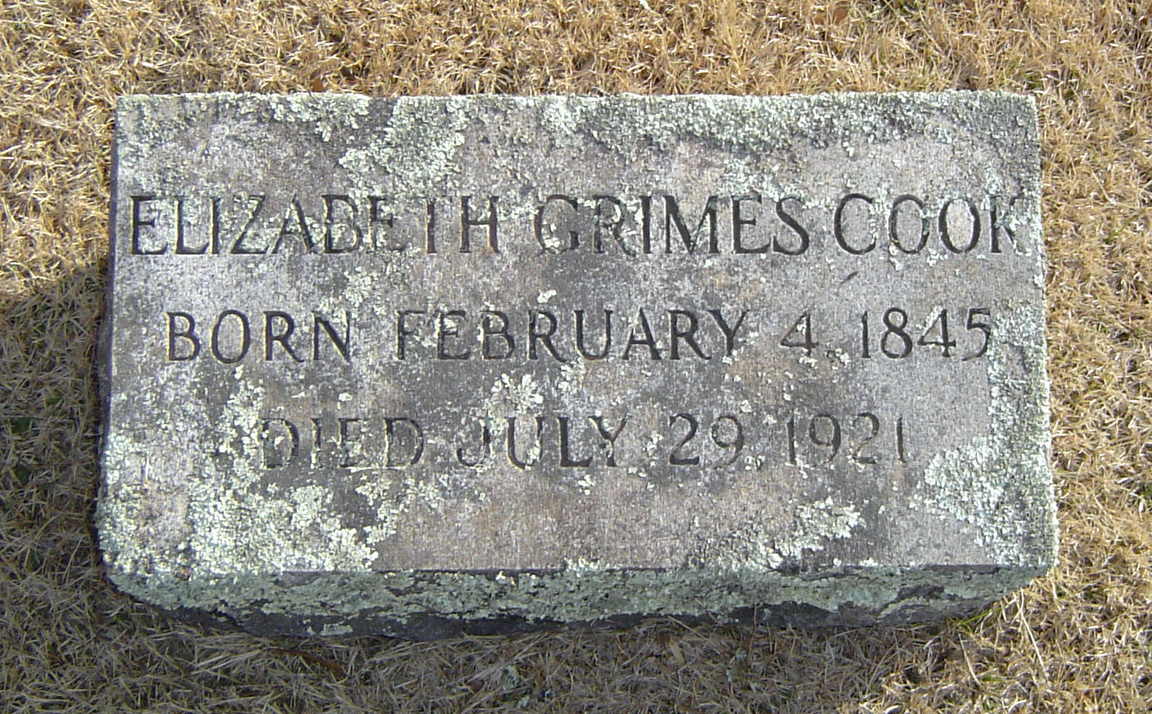 ELIZABETH GRIMES COOK
BORN FEBRUARY 4, 1845
DIED JULY 29, 1921